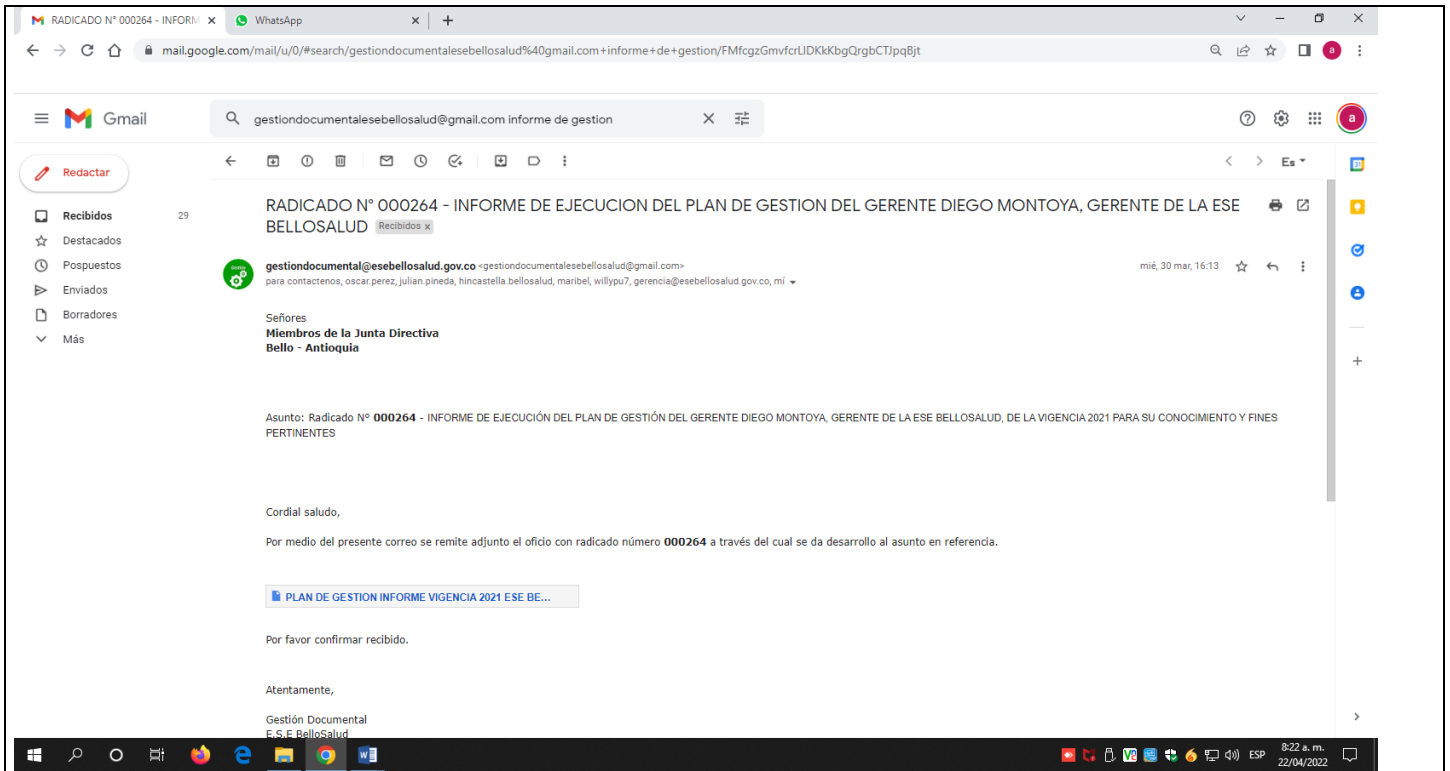 RADICADO N° 000264 - INFORM
WhatsApp
mail.google.com/mail/u/0/#search/gestiondocumentalesebellosalud%40gmail.com+informe+de+gestion/FMfcgzGmvfcrLlDKkKbgQrgbCTJpqBjt
a
Gmail
gestiondocumentalesebellosalud@gmail.com informe de gestion
a
Redactar
Es
Recibidos 29
Destacados
Pospuestos
Enviados
Borradores
Más
RADICADO N° 000264 - INFORME DE EJECUCION DEL PLAN DE GESTION DEL GERENTE DIEGO MONTOYA, GERENTE DE LA ESE
BELLOSALUD Recibidos x
gestiondocumental@esebellosalud.gov.co <gestiondocumentalesebellosalud@gmail.com> mié, 30 mar, 16:13
para contactenos, oscar.perez, julian.pineda, hincastella.bellosalud, maribel, willypu7, gerencia@esebellosalud.gov.co, mí
Señores
Miembros de la Junta Directiva
Bello - Antioquia
Asunto: Radicado Nº 000264 - INFORME DE EJECUCIÓN DEL PLAN DE GESTIÓN DEL GERENTE DIEGO MONTOYA, GERENTE DE LA ESE BELLOSALUD, DE LA VIGENCIA 2021 PARA SU CONOCIMIENTO Y FINES
PERTINENTES
Cordial saludo,
Por medio del presente correo se remite adjunto el oficio con radicado número 000264 a través del cual se da desarrollo al asunto en referencia.
PLAN DE GESTION INFORME VIGENCIA 2021 ESE BE...
Por favor confirmar recibido.
Atentamente,
Gestión Documental
E.S.E BelloSalud
ESP
8:22 a. m.
22/04/2022